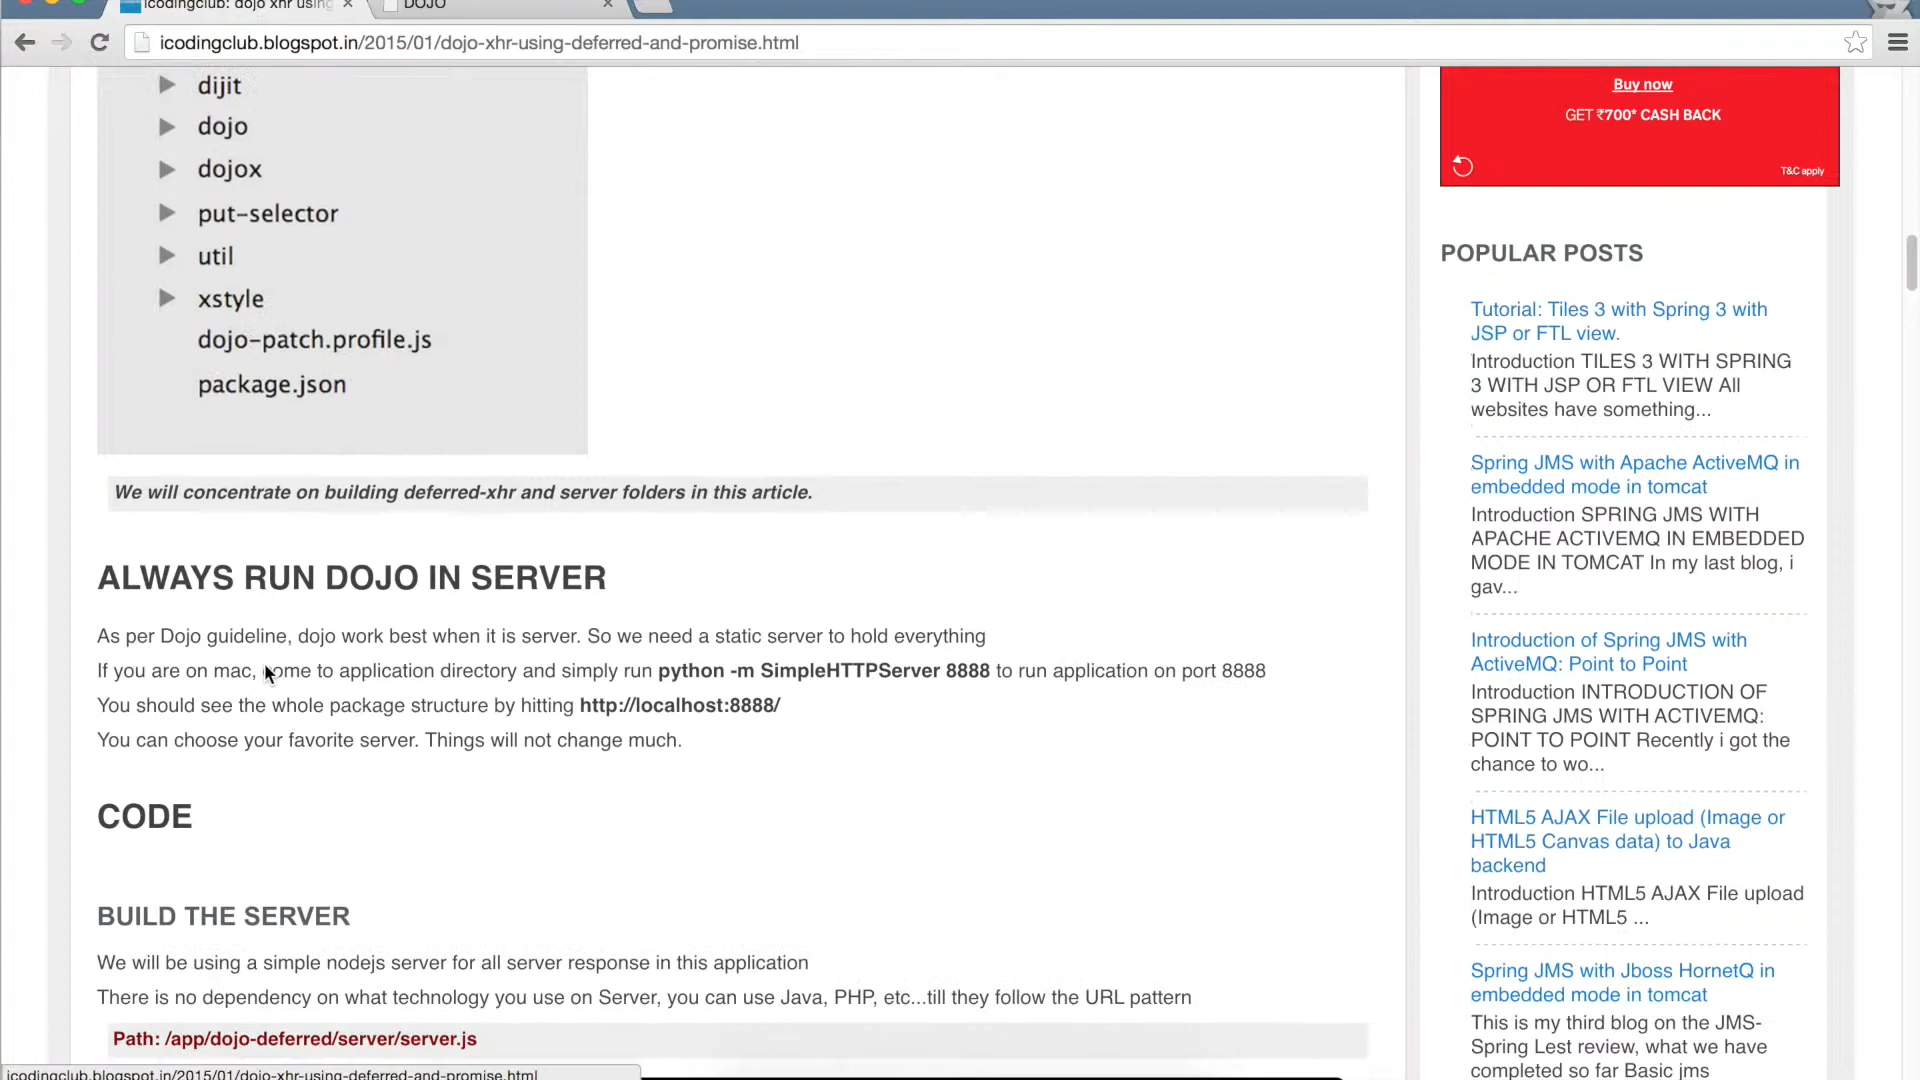 icodingclub: dojo xhr using
DOJO
icodingclub.blogspot.in/2015/01/dojo-xhr-using-deferred-and-promise.html
dijit
dojo
dojox
put-selector
util
xstyle
dojo-patch.profile.js
package.json
We will concentrate on building deferred-xhr and server folders in this article.
ALWAYS RUN DOJO IN SERVER
As per Dojo guideline, dojo work best when it is server. So we need a static server to hold everything
If you are on mac, come to application directory and simply run python -m SimpleHTTPServer 8888 to run application on port 8888
You should see the whole package structure by hitting http://localhost:8888/
You can choose your favorite server. Things will not change much.
CODE
BUILD THE SERVER
We will be using a simple nodejs server for all server response in this application
There is no dependency on what technology you use on Server, you can use Java, PHP, etc...till they follow the URL pattern
Path: /app/dojo-deferred/server/server.js
icodingclub.blogspot.in/2015/01/dojo-xhr-using-deferred-and-promise.html
Buy now
GET ₹700* CASH BACK
T&C apply
POPULAR POSTS
Tutorial: Tiles 3 with Spring 3 with
JSP or FTL view.
Introduction TILES 3 WITH SPRING
3 WITH JSP OR FTL VIEW All
websites have something...
Spring JMS with Apache ActiveMQ in
embedded mode in tomcat
Introduction SPRING JMS WITH
APACHE ACTIVEMQ IN EMBEDDED
MODE IN TOMCAT In my last blog, i
gav...
Introduction of Spring JMS with
ActiveMQ: Point to Point
Introduction INTRODUCTION OF
SPRING JMS WITH ACTIVEMQ:
POINT TO POINT Recently i got the
chance to wo...
HTML5 AJAX File upload (Image or
HTML5 Canvas data) to Java
backend
Introduction HTML5 AJAX File upload
(Image or HTML5 ...
Spring JMS with Jboss HornetQ in
embedded mode in tomcat
This is my third blog on the JMS-
Spring Lest review, what we have
completed so far Basic jms